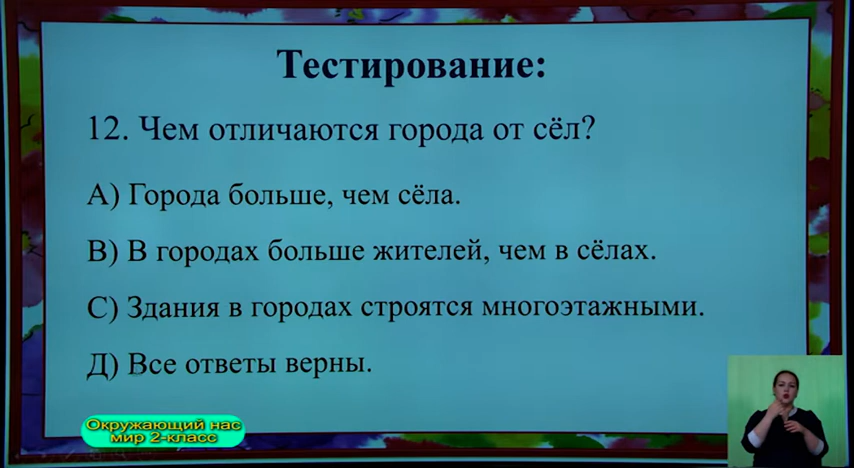 Тестирование:
12. Чем отличаются города от сёл?
А) Города больше, чем сёла.
В) В городах больше жителей, чем в сёлах.
С) Здания в городах строятся многоэтажными.
Д) Все ответы верны.
Окружающий нас
мир 2-класс